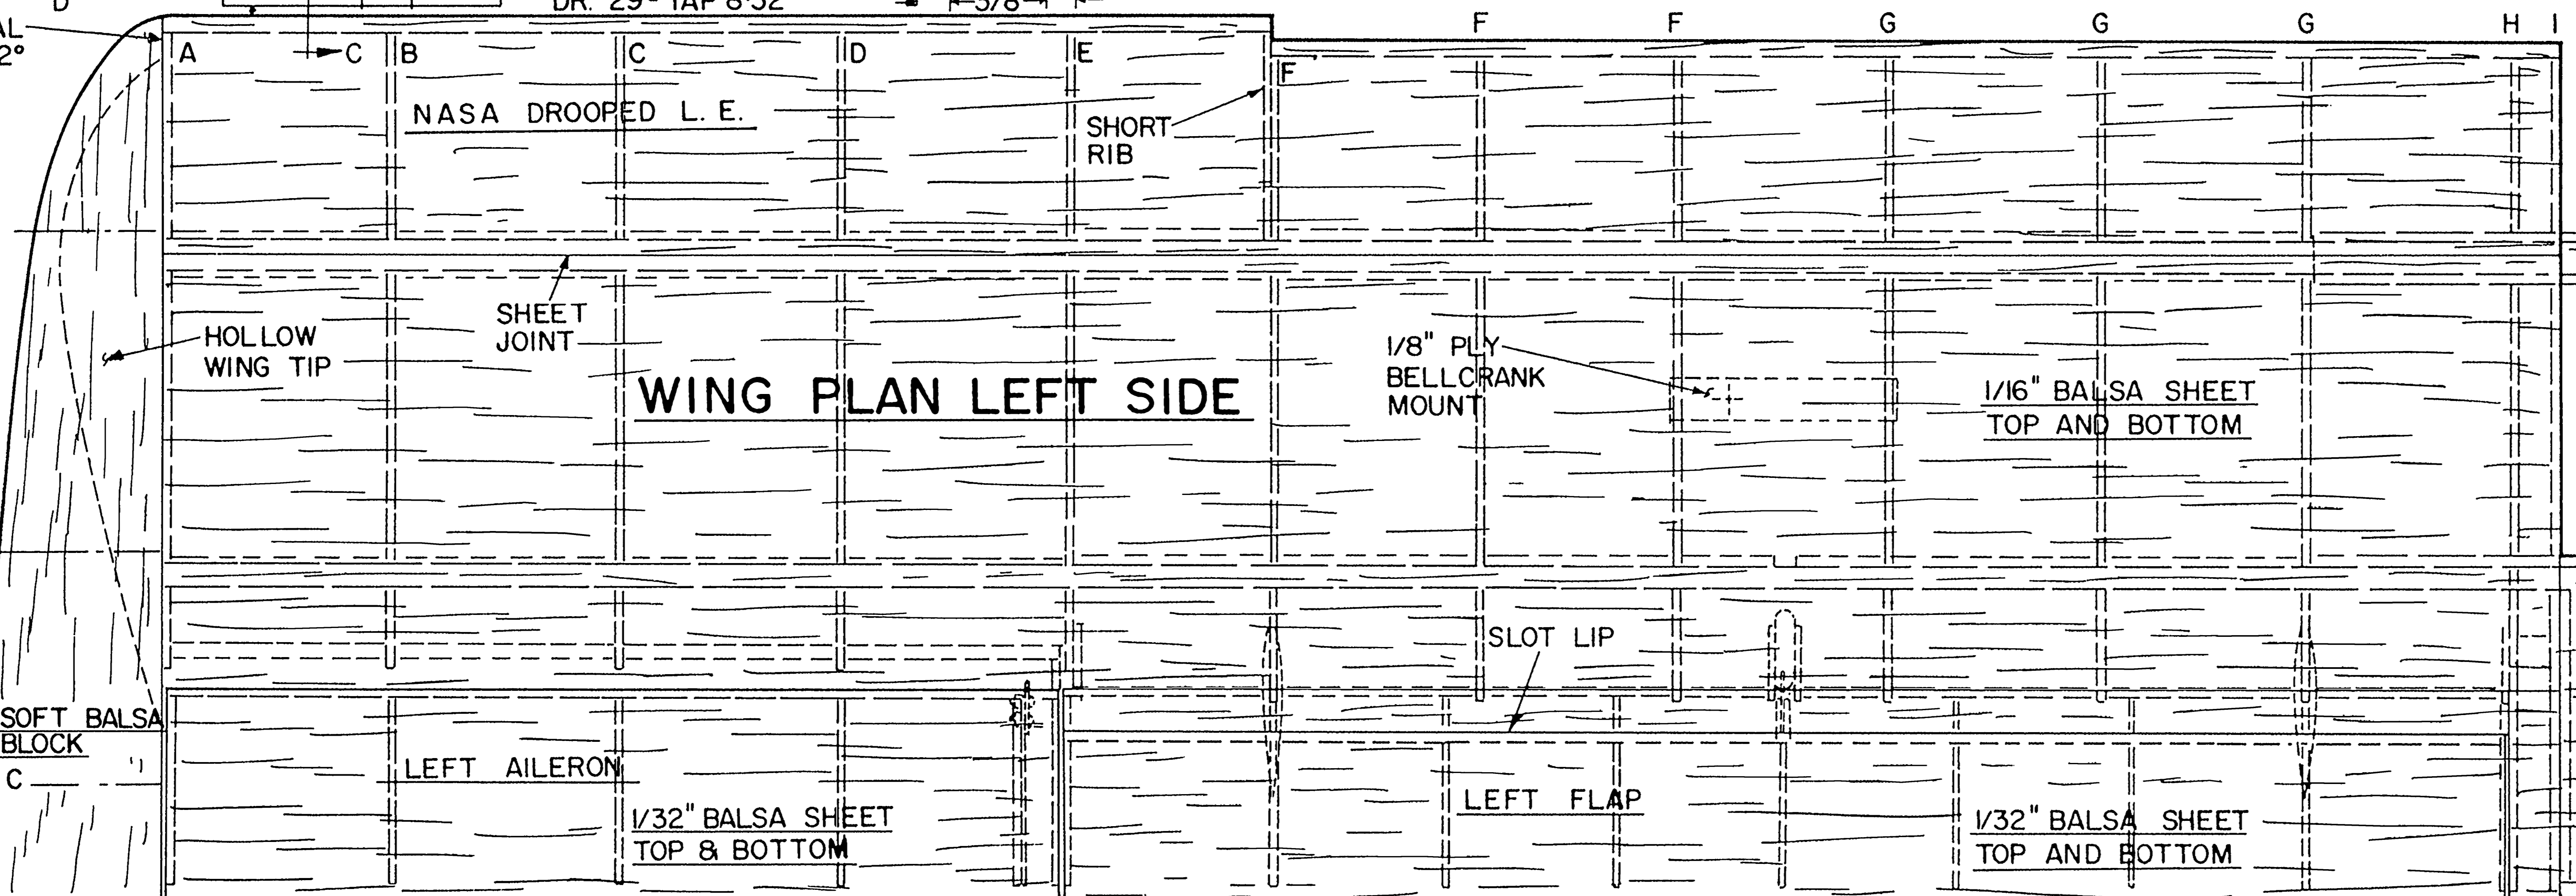 D
DR. 29 - TAP 8·32
3/8
AL
2°
F F G G G H I
A C B C D E F
NASA DROOPED L. E.
SHORT
RIB
SHEET
JOINT
HOLLOW
WING TIP
WING PLAN LEFT SIDE
1/8" PLY
BELLCRANK
MOUNT
1/16" BALSA SHEET
TOP AND BOTTOM
SLOT LIP
SOFT BALSA
BLOCK
C
LEFT AILERON
1/32" BALSA SHEET
TOP & BOTTOM
LEFT FLAP
1/32" BALSA SHEET
TOP AND BOTTOM